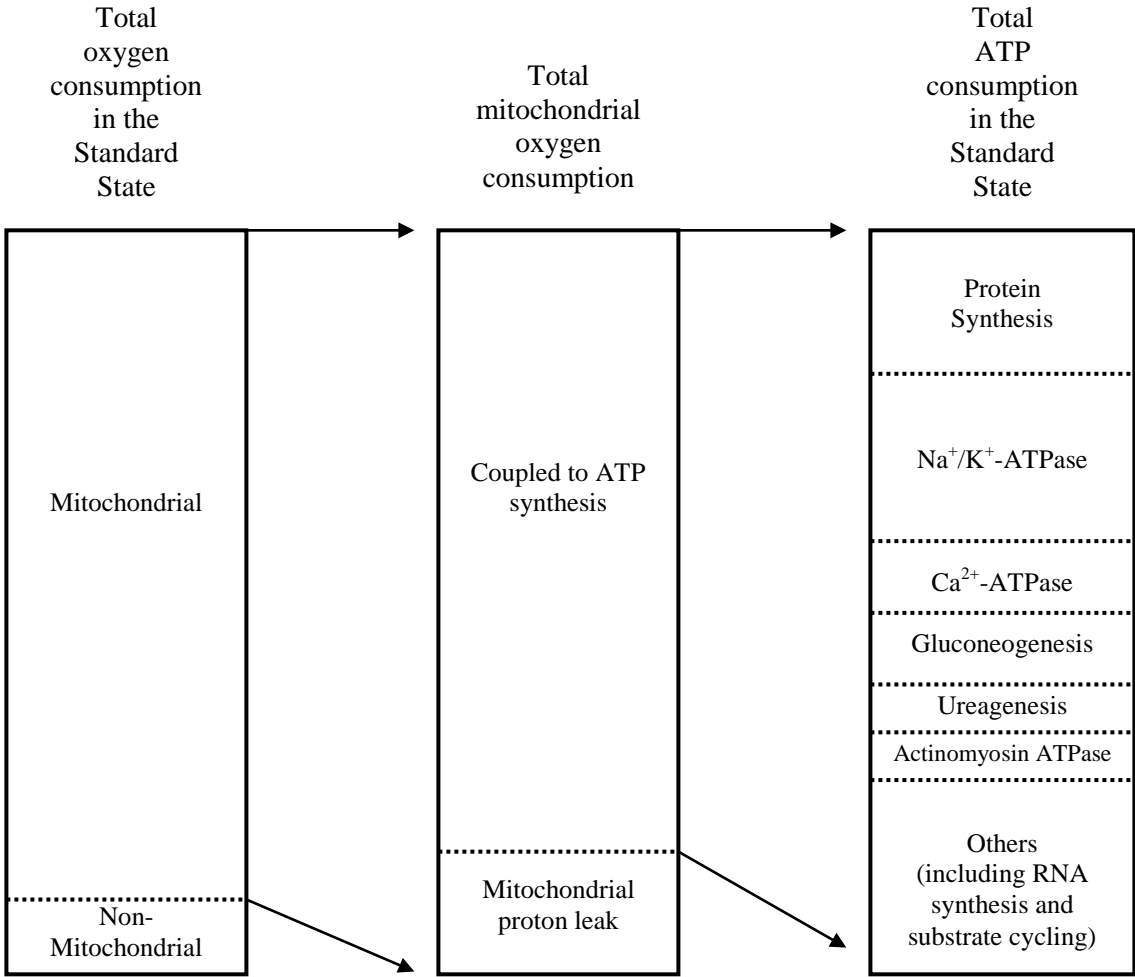 Total
oxygen
consumption
in the
Standard
State
Total
mitochondrial
oxygen
consumption
Total
ATP
consumption
in the
Standard
State
Mitochondrial
Non-
Mitochondrial
Coupled to ATP
synthesis
Mitochondrial
proton leak
Protein
Synthesis
Na⁺/K⁺-ATPase
Ca²⁺-ATPase
Gluconeogenesis
Ureagenesis
Actinomyosin ATPase
Others
(including RNA
synthesis and
substrate cycling)